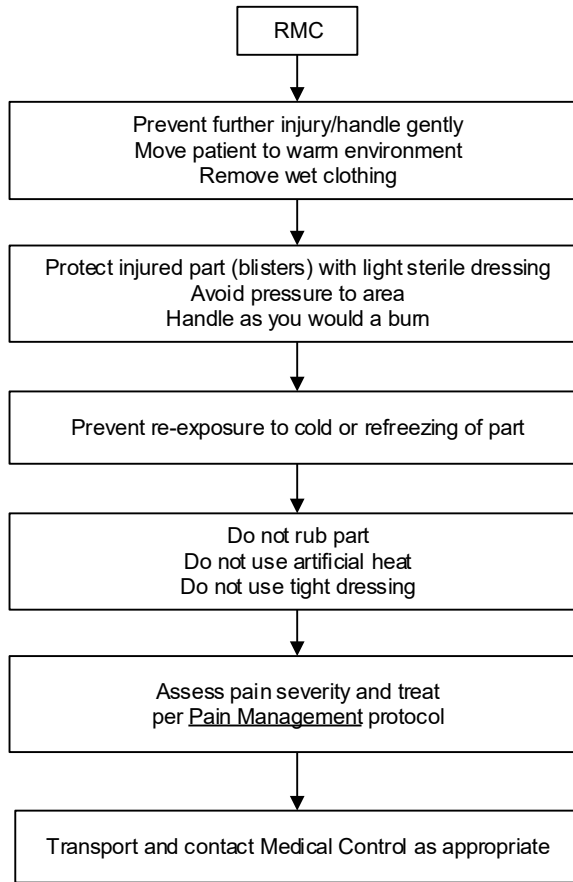 RMC
Prevent further injury/handle gently
Move patient to warm environment
Remove wet clothing
Protect injured part (blisters) with light sterile dressing
Avoid pressure to area
Handle as you would a burn
Prevent re-exposure to cold or refreezing of part
Do not rub part
Do not use artificial heat
Do not use tight dressing
Assess pain severity and treat
per Pain Management protocol
Transport and contact Medical Control as appropriate